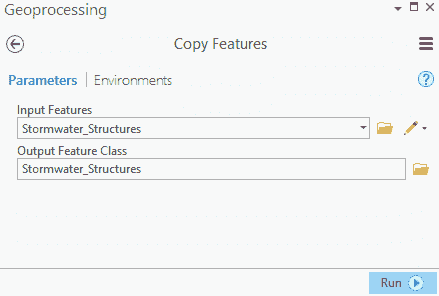 Geoprocessing
Copy Features
Parameters Environments ?
Input Features
Stormwater_Structures
Output Feature Class
Stormwater_Structures
Run